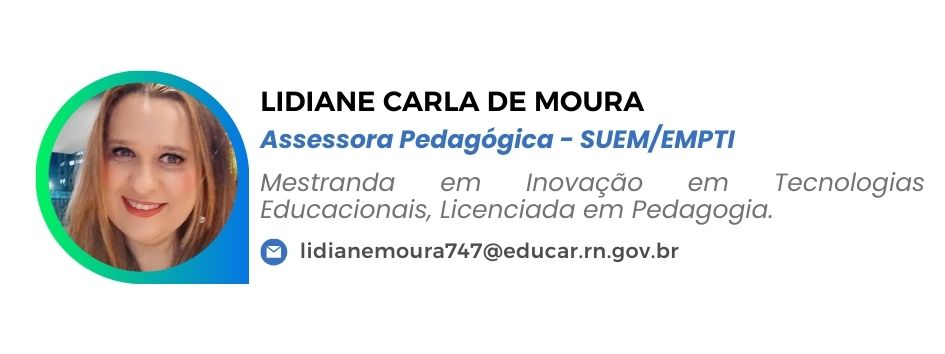 LIDIANE CARLA DE MOURA
Assessora Pedagógica - SUEM/EMPTI
Mestranda em Inovação em Tecnologias
Educacionais, Licenciada em Pedagogia.
lidianemoura747@educar.rn.gov.br